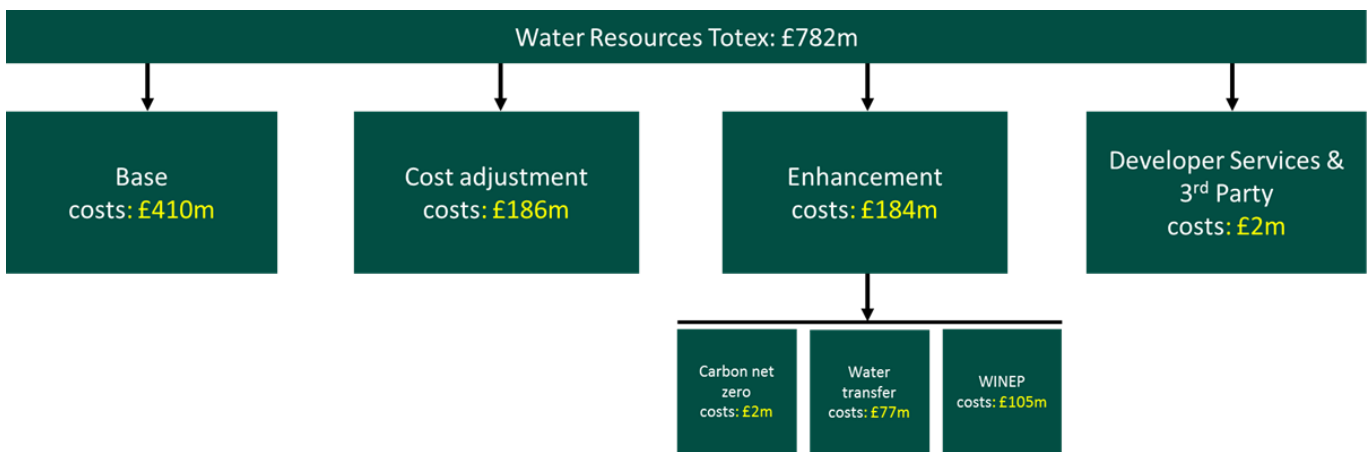 Water Resources Totex: £782m
Base
costs: £410m
Cost adjustment
costs: £186m
Enhancement
costs: £184m
Developer Services &
3rd Party
costs: £2m
Carbon net
zero
costs: £2m
Water
transfer
costs: £77m
WINEP
costs: £105m